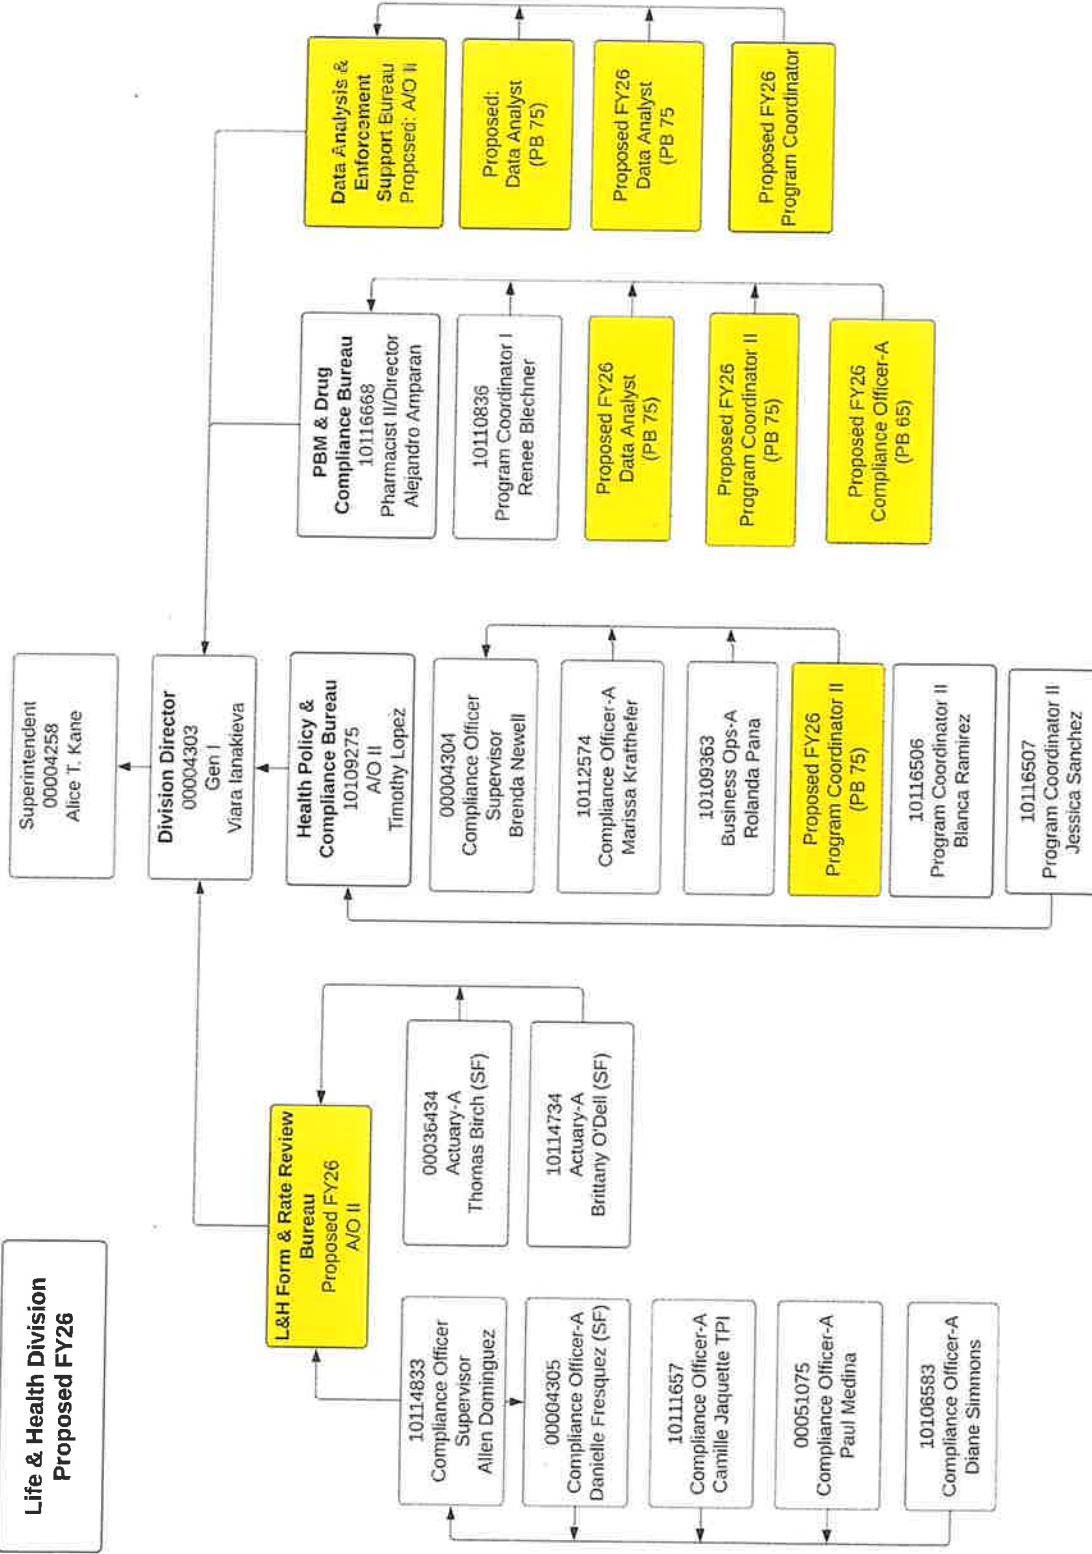 Life & Health Division
Proposed FY26
Superintendent
00004258
Alice T. Kane
Division Director
00004303
Gen I
Viara Ianakieva
L&H Form & Rate Review
Bureau
Proposed FY26
A/O II
10114833
Compliance Officer
Supervisor
Allen Dominguez
00004305
Compliance Officer-A
Danielle Fresquez (SF)
10111657
Compliance Officer-A
Camille Jaquette TPI
00051075
Compliance Officer-A
Paul Medina
10106583
Compliance Officer-A
Diane Simmons
00036434
Actuary-A
Thomas Birch (SF)
10114734
Actuary-A
Brittany O'Dell (SF)
Health Policy &
Compliance Bureau
10109275
A/O II
Timothy Lopez
00004304
Compliance Officer
Supervisor
Brenda Newell
10112574
Compliance Officer-A
Marissa Krafthefer
10109363
Business Ops-A
Rolanda Pana
Proposed FY26
Program Coordinator II
(PB 75)
10116506
Program Coordinator II
Blanca Ramirez
10116507
Program Coordinator II
Jessica Sanchez
PBM & Drug
Compliance Bureau
10116668
Pharmacist II/Director
Alejandro Amparan
10110836
Program Coordinator I
Renee Blechner
Proposed FY26
Data Analyst
(PB 75)
Proposed FY26
Program Coordinator II
(PB 75)
Proposed FY26
Compliance Officer-A
(PB 65)
Data Analysis &
Enforcement
Support Bureau
Proposed: A/O II
Proposed:
Data Analyst
(PB 75)
Proposed FY26
Data Analyst
(PB 75
Proposed FY26
Program Coordinator